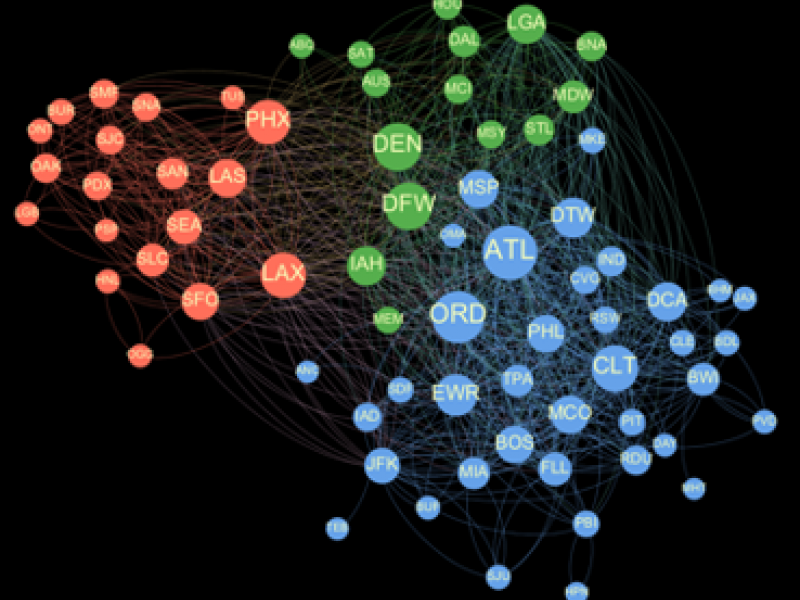 HOU
LGA
DAL
BNA
ABQ
SAT
AUS
MCI
MDW
SMF
SNA
TUS
BUR
PHX
ONT
SJC
MSY
STL
MKE
DEN
OAK
SAN
LAS
PDX
MSP
DFW
LGB
DTW
PSP
SEA
OMA
ATL
SLC
IAH
IND
LAX
CVG
HNL
SFO
DCA
BHM
JAX
ORD
MEM
RSW
PHL
CLE
BDL
OGG
ANC
CLT
TPA
BWI
SDF
EWR
IAD
MCO
PIT
PVD
BOS
DAY
JFK
MIA
FLL
RDU
MHT
BUF
PBI
SJU
HPN